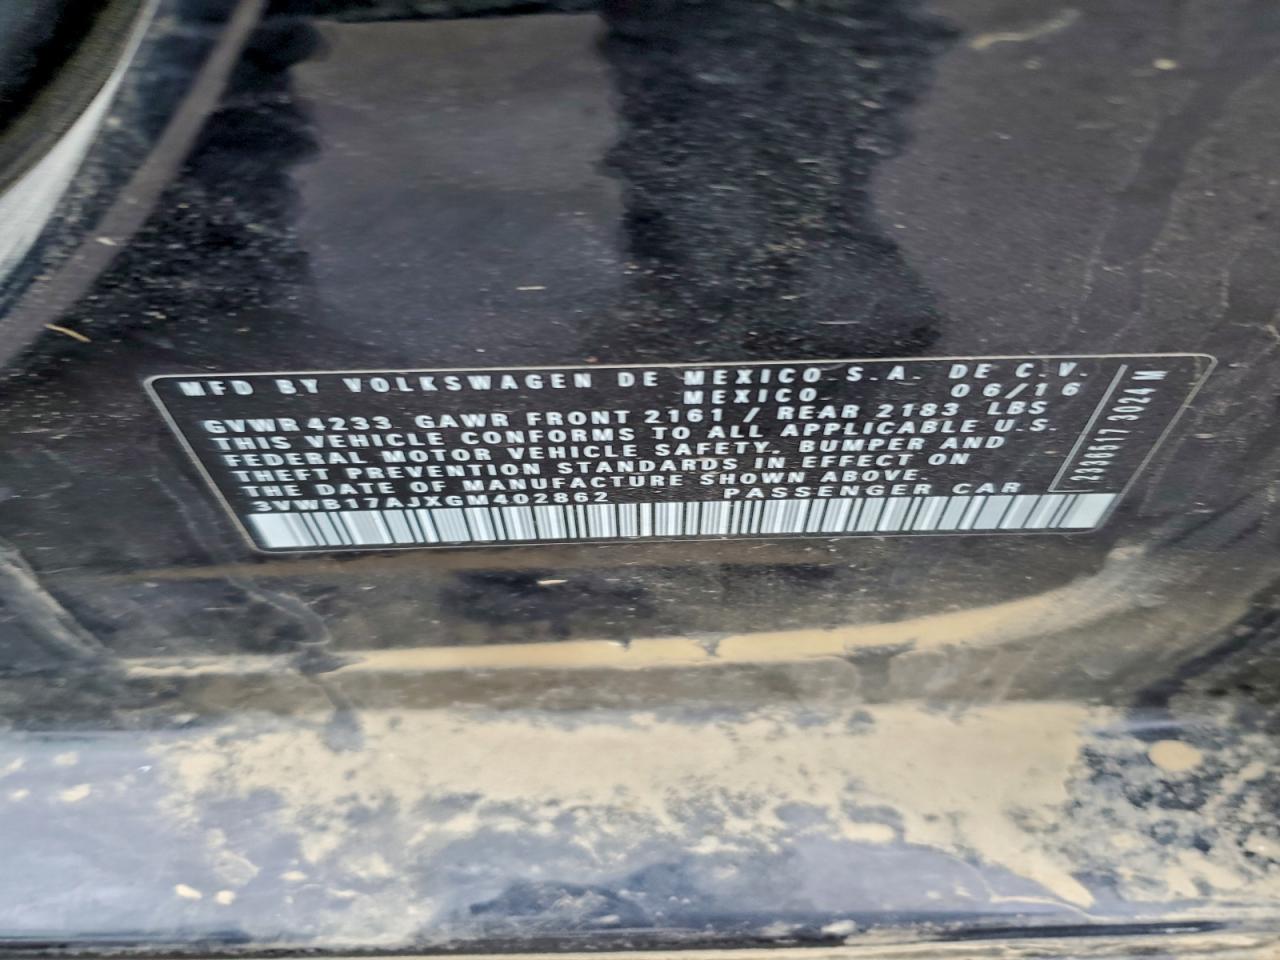 MFD BY VOLKSWAGEN DE MEXICO S.A. DE C.V.
MEXICO 06/16
GVWR 4233 GAWR FRONT 2161 / REAR 2183 LBS
THIS VEHICLE CONFORMS TO ALL APPLICABLE U.S.
FEDERAL MOTOR VEHICLE SAFETY, BUMPER AND
THEFT PREVENTION STANDARDS IN EFFECT ON
THE DATE OF MANUFACTURE SHOWN ABOVE.
3VWB17AJXGM402862 PASSENGER CAR
2338617 3024 M